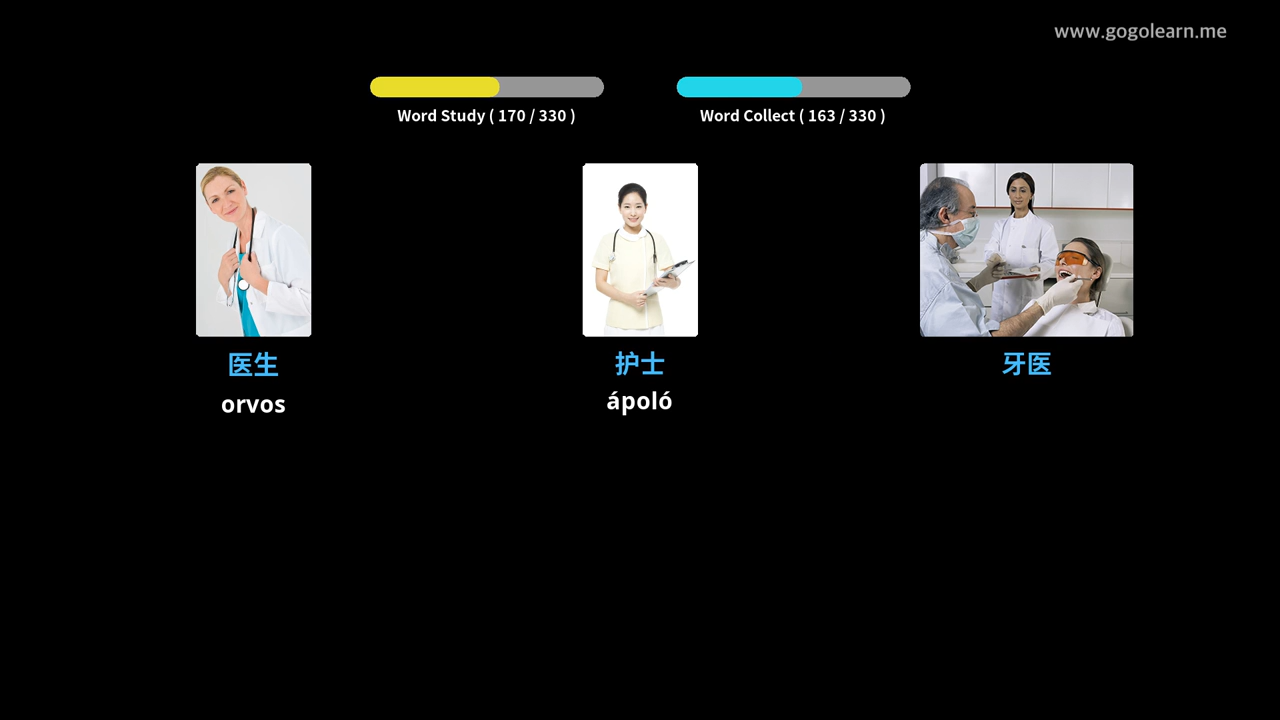 www.gogolearn.me
Word Study ( 170 / 330 )
Word Collect ( 163 / 330 )
医生
护士
牙医
orvos
ápoló